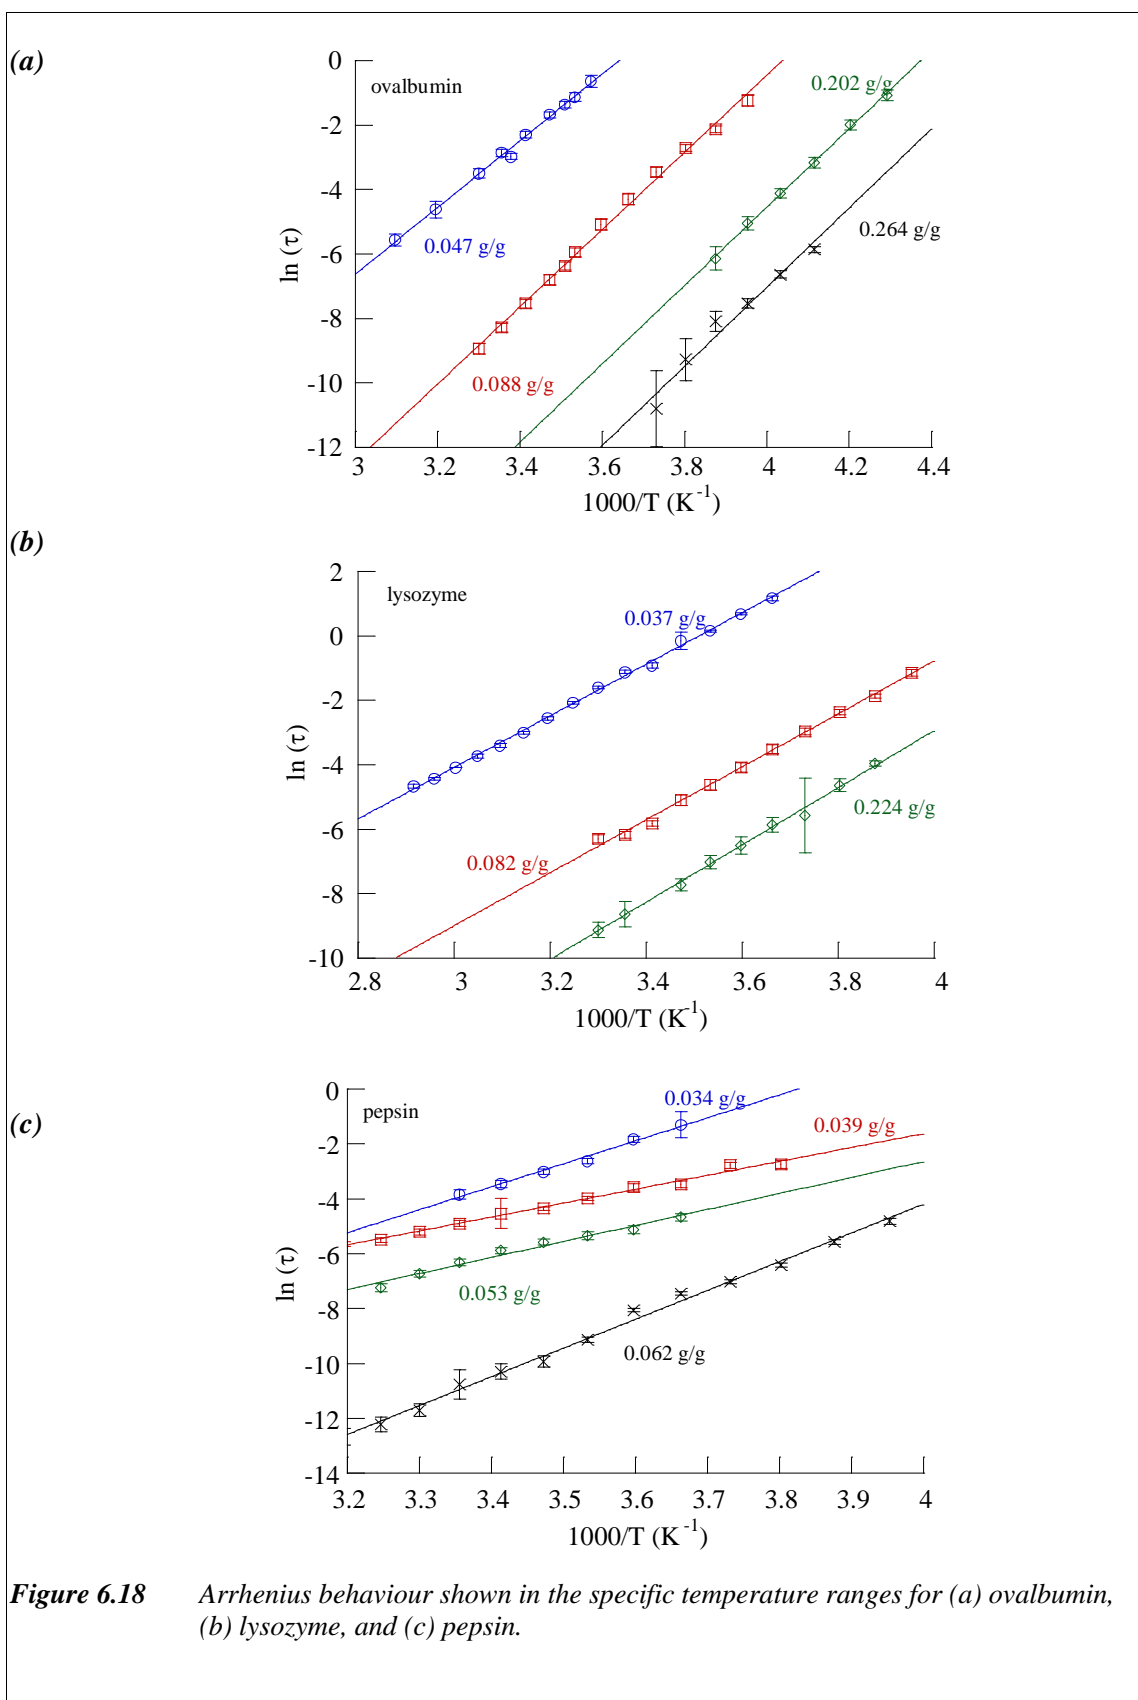 (a)
0
ovalbumin
0.202 g/g
-2
-4
0.047 g/g
0.264 g/g
-6
ln (τ)
-8
0.088 g/g
-10
-12
3 3.2 3.4 3.6 3.8 4 4.2 4.4
1000/T (K⁻¹)
(b)
2
lysozyme
0.037 g/g
0
-2
-4
ln (τ)
0.224 g/g
-6
0.082 g/g
-8
-10
2.8 3 3.2 3.4 3.6 3.8 4
1000/T (K⁻¹)
(c)
0
0.034 g/g
pepsin
0.039 g/g
-2
-4
-6
ln (τ)
0.053 g/g
-8
0.062 g/g
-10
-12
-14
3.2 3.3 3.4 3.5 3.6 3.7 3.8 3.9 4
1000/T (K⁻¹)
Figure 6.18 Arrhenius behaviour shown in the specific temperature ranges for (a) ovalbumin,
(b) lysozyme, and (c) pepsin.